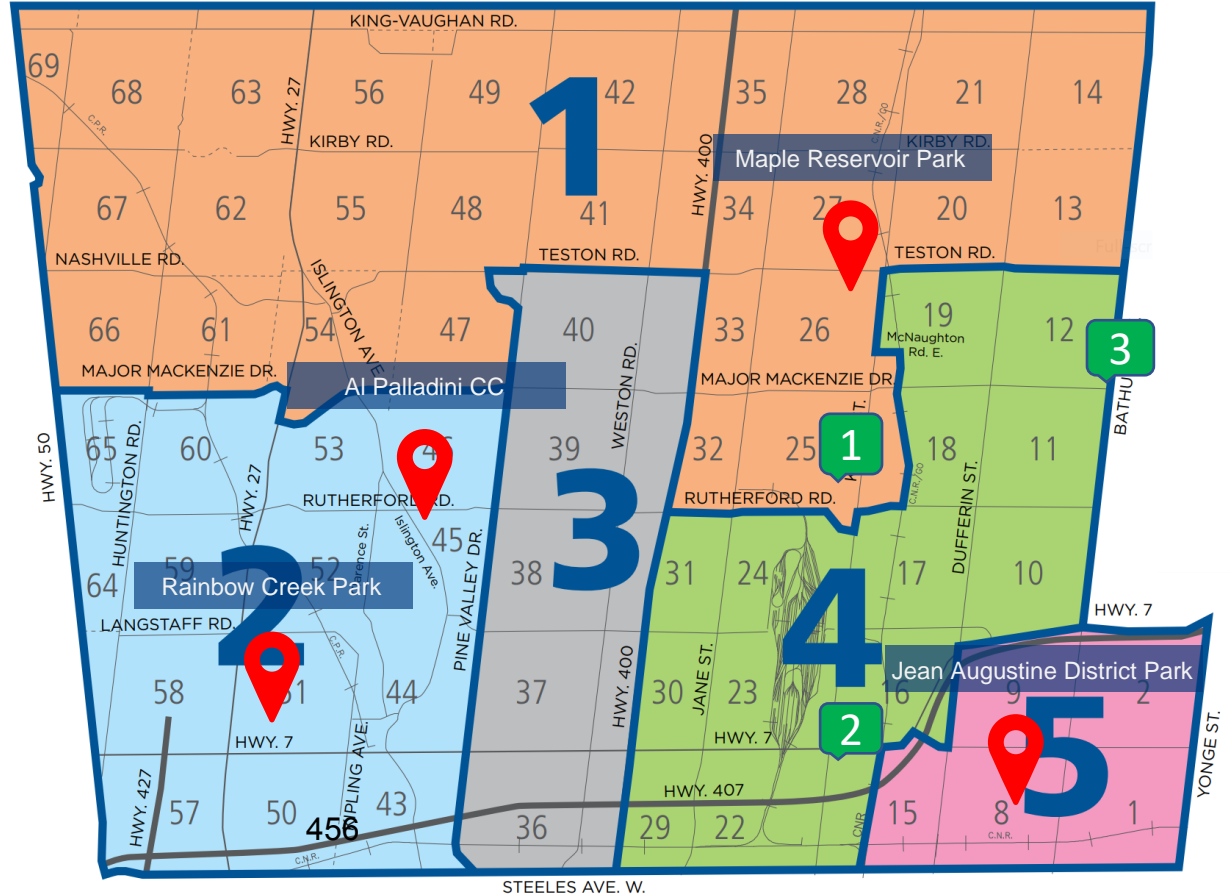 KING-VAUGHAN RD.
69
68
63
56
49
42
35
28
21
14
1
HWY. 27
C.P.R.
C.N.R./GO
KIRBY RD.
KIRBY RD.
HWY. 400
Maple Reservoir Park
67
62
55
48
41
34
27
20
13
NASHVILLE RD.
ISLINGTON AVE.
TESTON RD.
TESTON RD.
66
61
54
47
40
33
26
19
12
McNaughton
Rd. E.
3
MAJOR MACKENZIE DR.
MAJOR MACKENZIE DR.
Al Palladini CC
WESTON RD.
HWY. 50
65
HUNTINGTON RD.
60
HWY. 27
53
39
32
25
1
18
11
RUTHERFORD RD.
RUTHERFORD RD.
C.N.R./GO
DUFFERIN ST.
3
64
59
52
Islington Ave.
45
PINE VALLEY DR.
38
31
24
17
10
Rainbow Creek Park
2
LANGSTAFF RD.
C.P.R.
4
HWY. 7
Jean Augustine District Park
58
51
44
37
HWY. 400
30
JANE ST.
23
16
9
2
5
HWY. 7
HWY. 7
2
YONGE ST.
HWY. 427
57
50
43
456
HWY. 407
36
29
22
CNR
15
8
1
C.N.R.
C.N.R.
STEELES AVE. W.